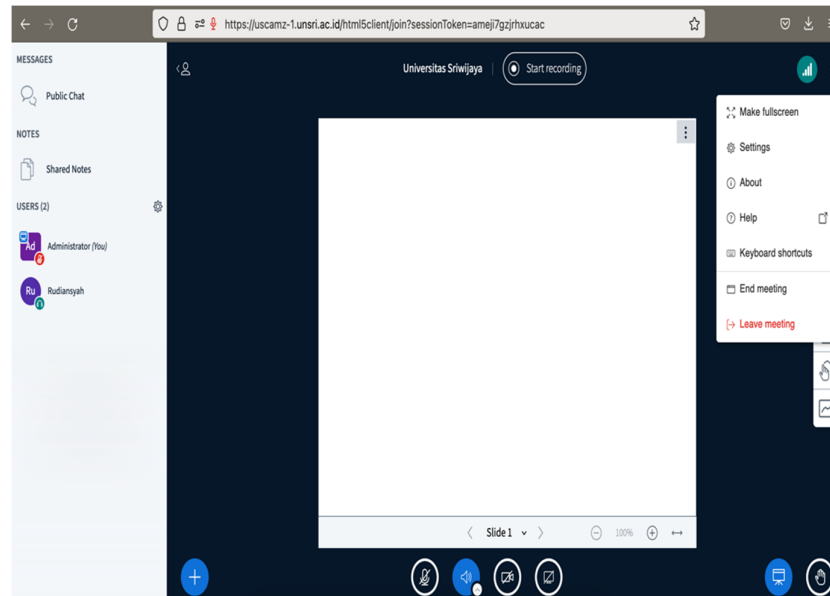 https://uscamz-1.unsri.ac.id/html5client/join?sessionToken=ameji7gzjrhxucac
MESSAGES
Public Chat
NOTES
Shared Notes
USERS (2)
Ad
Administrator (You)
Ru
Rudiansyah
Universitas Sriwijaya
Start recording
Make fullscreen
Settings
About
Help
Keyboard shortcuts
End meeting
Leave meeting
Slide 1
100%